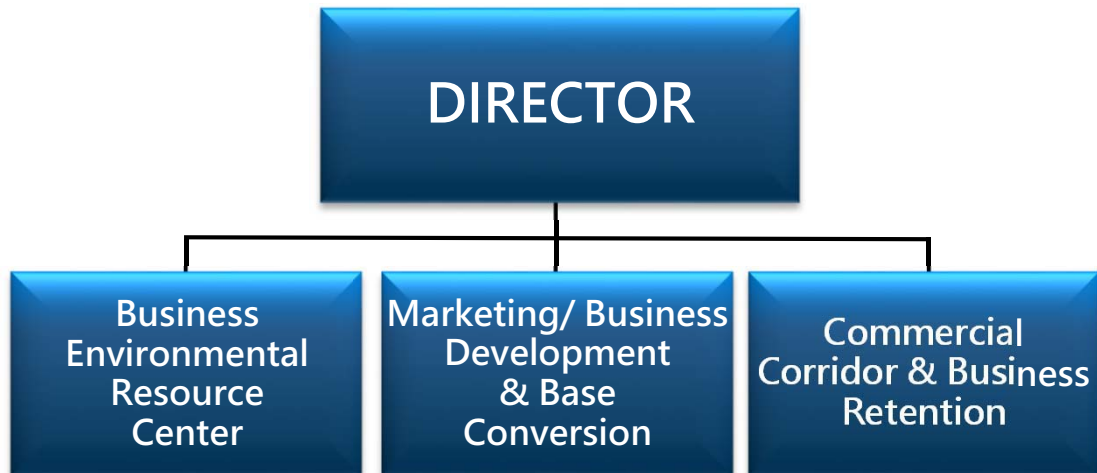 DIRECTOR
Business
Environmental
Resource
Center
Marketing/ Business
Development
& Base
Conversion
Commercial
Corridor & Business
Retention